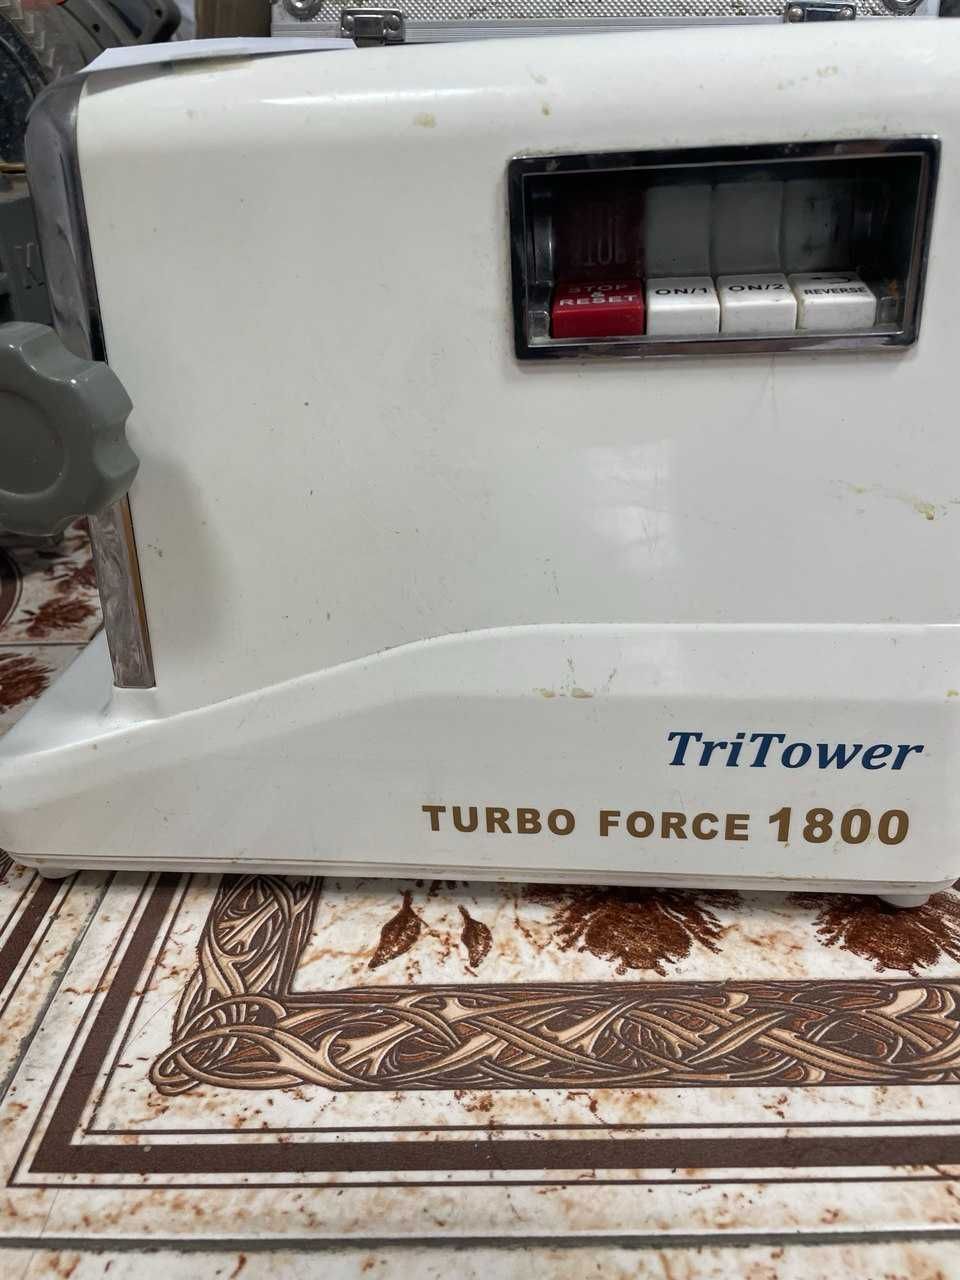 STOP & RESET
ON/1
ON/2
REVERSE
TriTower
TURBO FORCE 1800